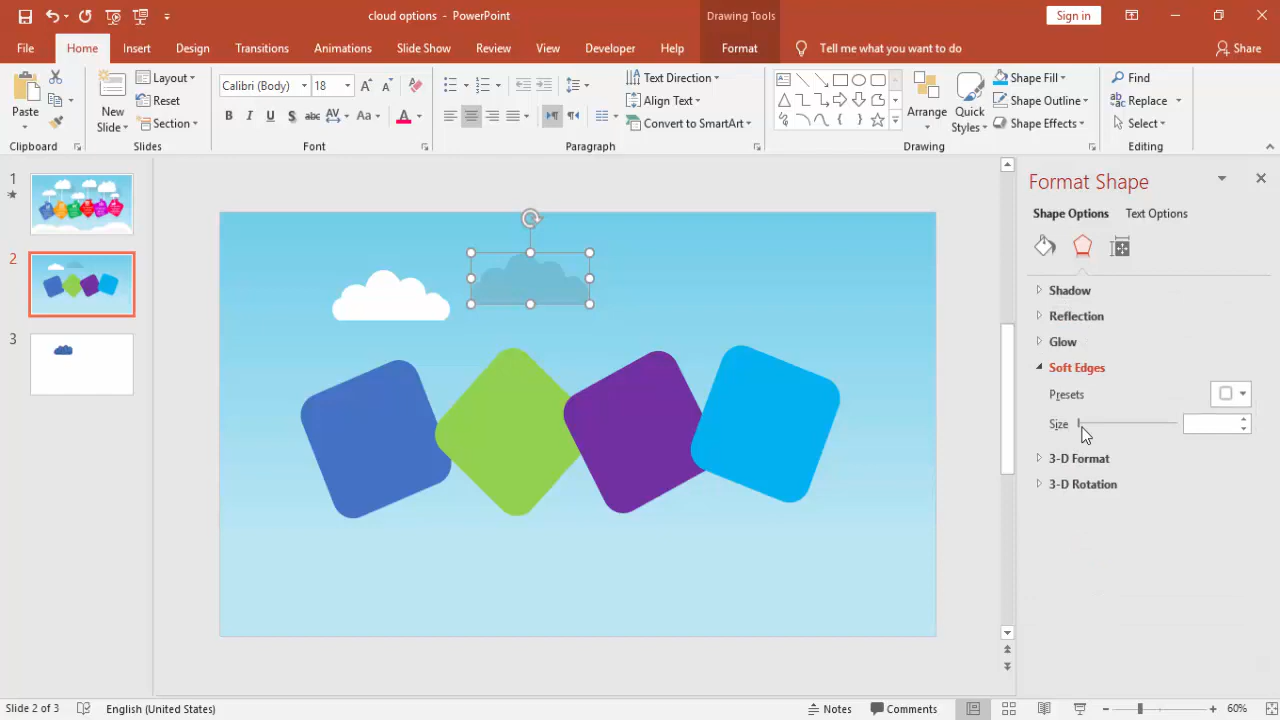 cloud options - PowerPoint
Drawing Tools
Sign in
File Home Insert Design Transitions Animations Slide Show Review View Developer Help Format Tell me what you want to do Share
Paste
Clipboard
New Slide
Layout
Reset
Section
Slides
Calibri (Body) 18
B I U S abc AV Aa A
Font
Text Direction
Align Text
Convert to SmartArt
Paragraph
Arrange
Quick Styles
Shape Fill
Shape Outline
Shape Effects
Drawing
Find
Replace
Select
Editing
1
2
3
Format Shape
Shape Options Text Options
Shadow
Reflection
Glow
Soft Edges
Presets
Size
3-D Format
3-D Rotation
Slide 2 of 3 English (United States) Notes Comments 60%